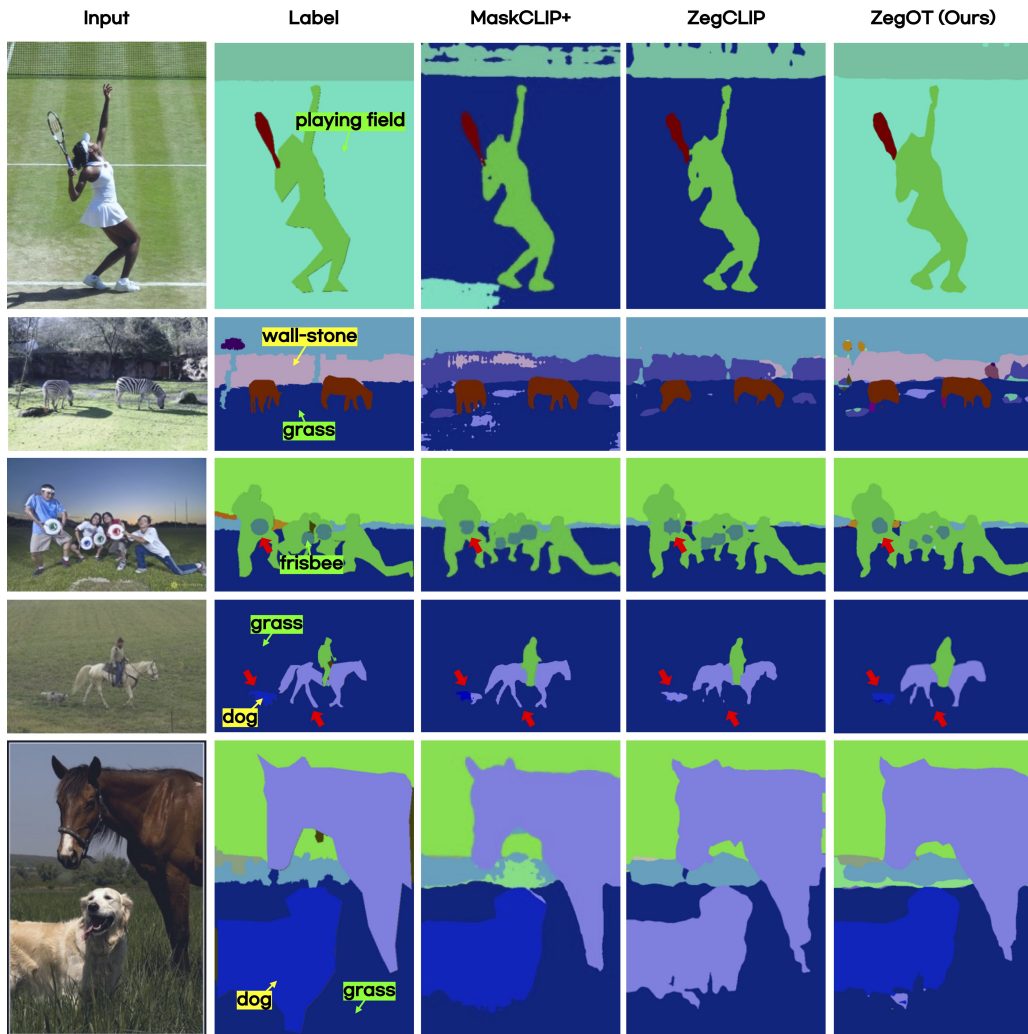 Input Label MaskCLIP+ ZegCLIP ZegOT (Ours)
playing field
wall-stone
grass
frisbee
grass
dog
dog
grass